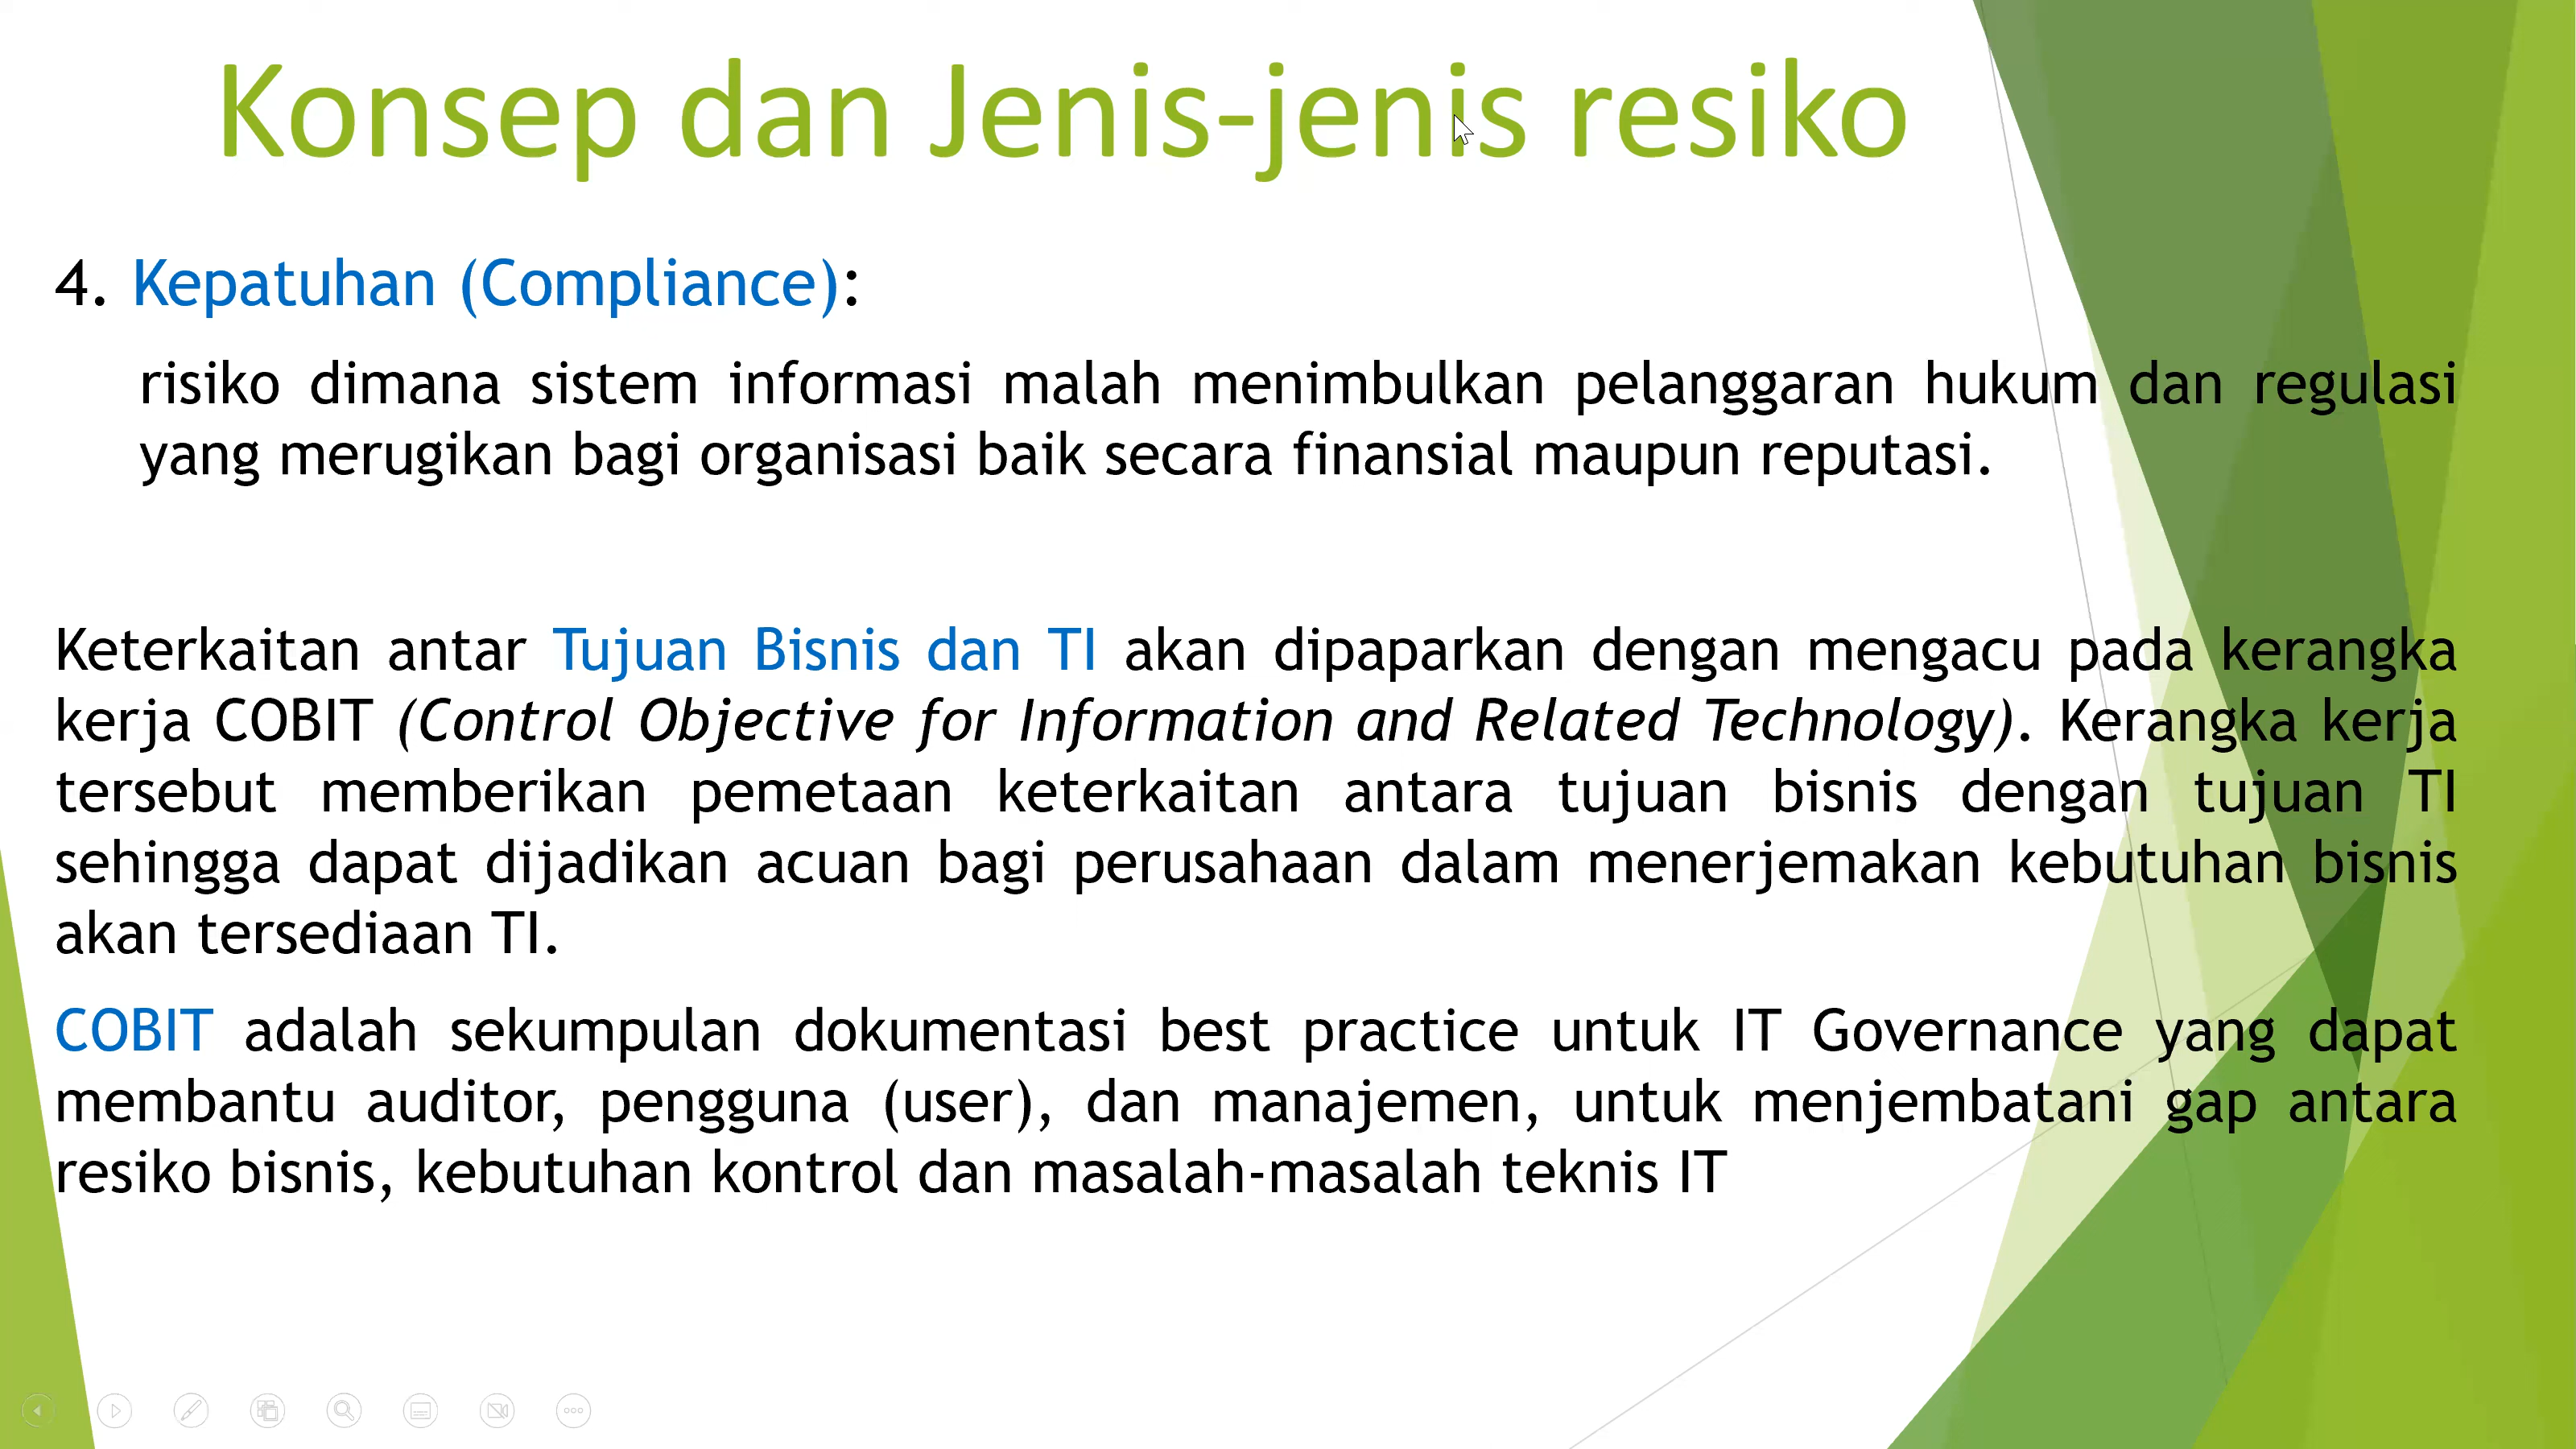 Konsep dan Jenis-jenis resiko
4. Kepatuhan (Compliance):
risiko dimana sistem informasi malah menimbulkan pelanggaran hukum dan regulasi
yang merugikan bagi organisasi baik secara finansial maupun reputasi.
Keterkaitan antar Tujuan Bisnis dan TI akan dipaparkan dengan mengacu pada kerangka
kerja COBIT (Control Objective for Information and Related Technology). Kerangka kerja
tersebut memberikan pemetaan keterkaitan antara tujuan bisnis dengan tujuan TI
sehingga dapat dijadikan acuan bagi perusahaan dalam menerjemakan kebutuhan bisnis
akan tersediaan TI.
COBIT adalah sekumpulan dokumentasi best practice untuk IT Governance yang dapat
membantu auditor, pengguna (user), dan manajemen, untuk menjembatani gap antara
resiko bisnis, kebutuhan kontrol dan masalah-masalah teknis IT